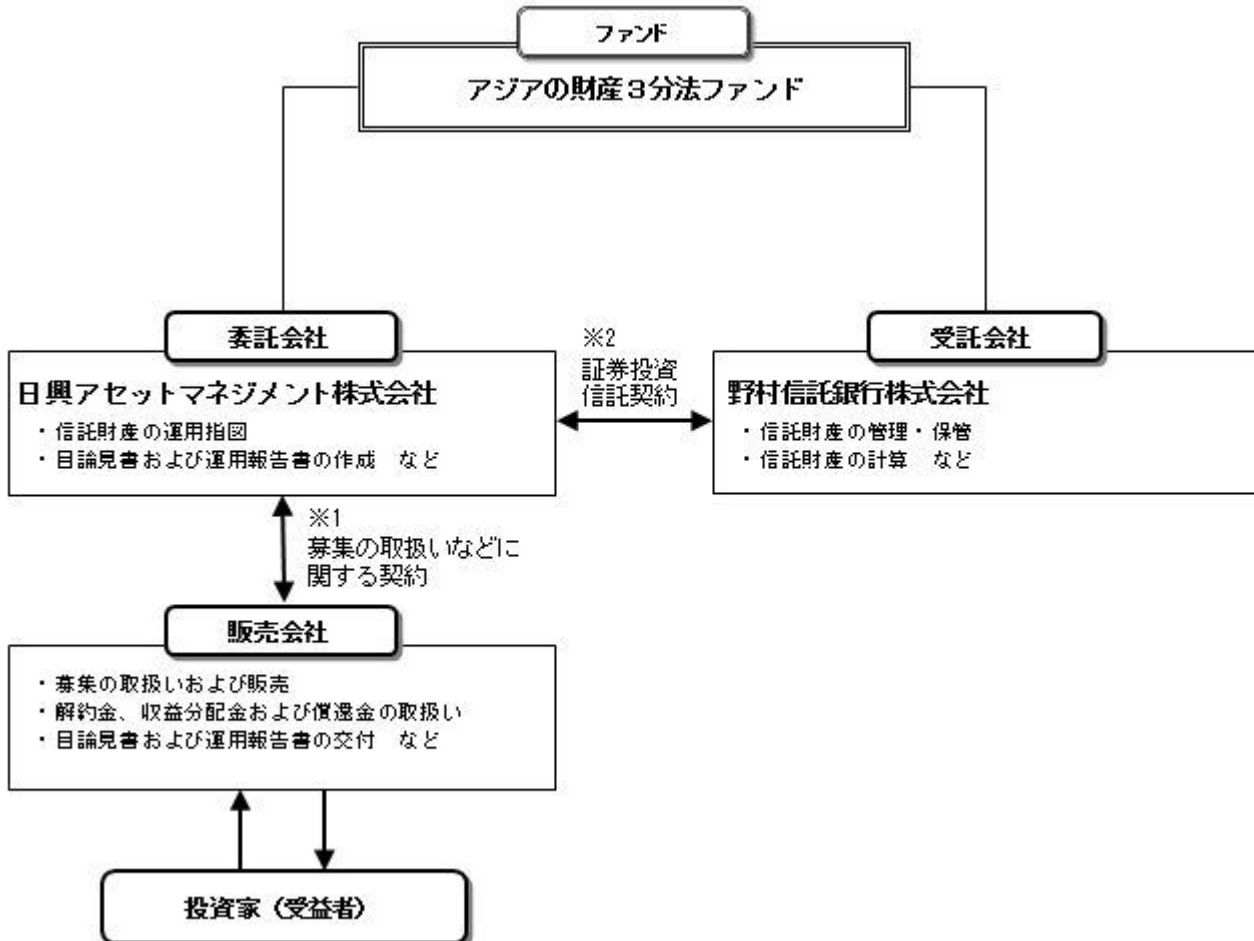 ファンド
アジアの財産3分法ファンド
委託会社
日興アセットマネジメント株式会社
・信託財産の運用指図
・目論見書および運用報告書の作成　など
※2
証券投資
信託契約
受託会社
野村信託銀行株式会社
・信託財産の管理・保管
・信託財産の計算　など
※1
募集の取扱いなどに
関する契約
販売会社
・募集の取扱いおよび販売
・解約金、収益分配金および償還金の取扱い
・目論見書および運用報告書の交付　など
投資家（受益者）